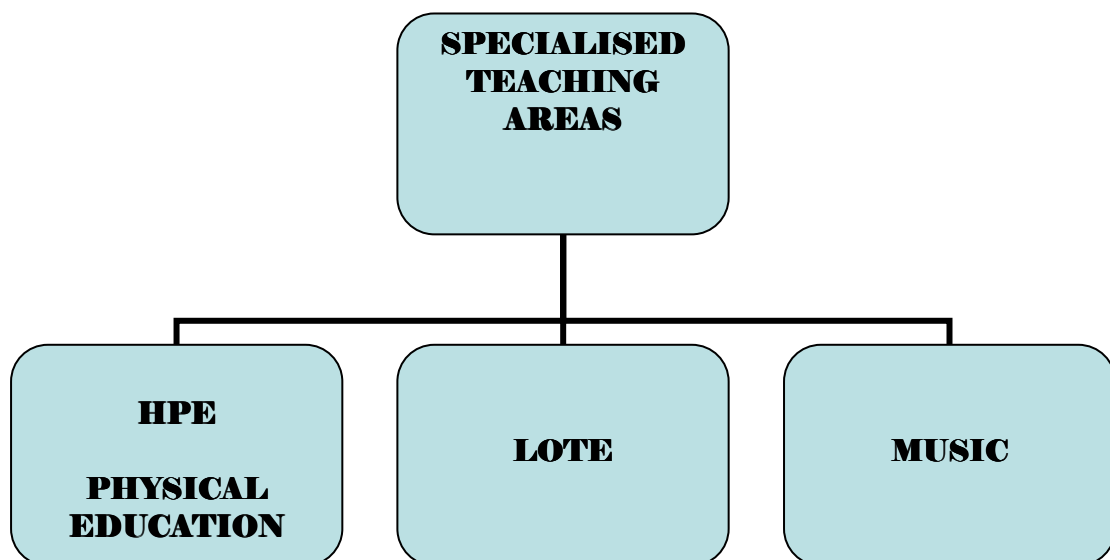 SPECIALISED
TEACHING
AREAS
HPE
PHYSICAL
EDUCATION
LOTE
MUSIC